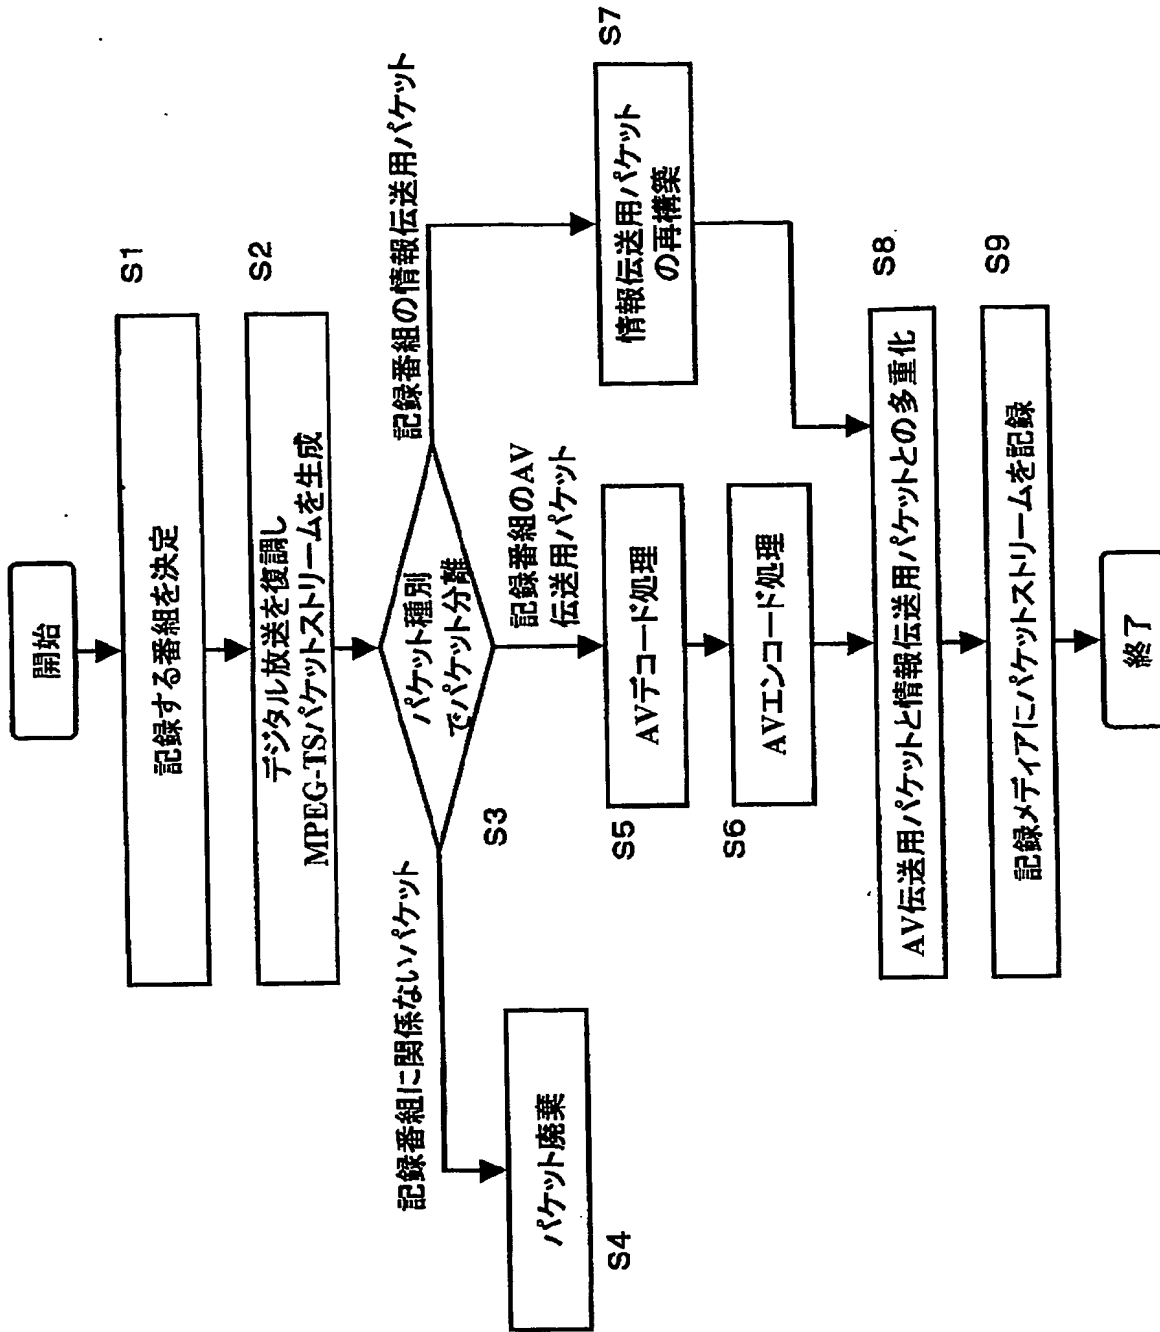 開始
S1
記録する番組を決定
S2
デジタル放送を復調し
MPEG-TSパケットストリームを生成
S3
パケット種別
でパケット分離
記録番組に関係ないパケット
記録番組のAV
伝送用パケット
記録番組の情報伝送用パケット
S4
パケット廃棄
S5
AVデコード処理
S6
AVエンコード処理
S7
情報伝送用パケット
の再構築
S8
AV伝送用パケットと情報伝送用パケットとの多重化
S9
記録メディアにパケットストリームを記録
終了